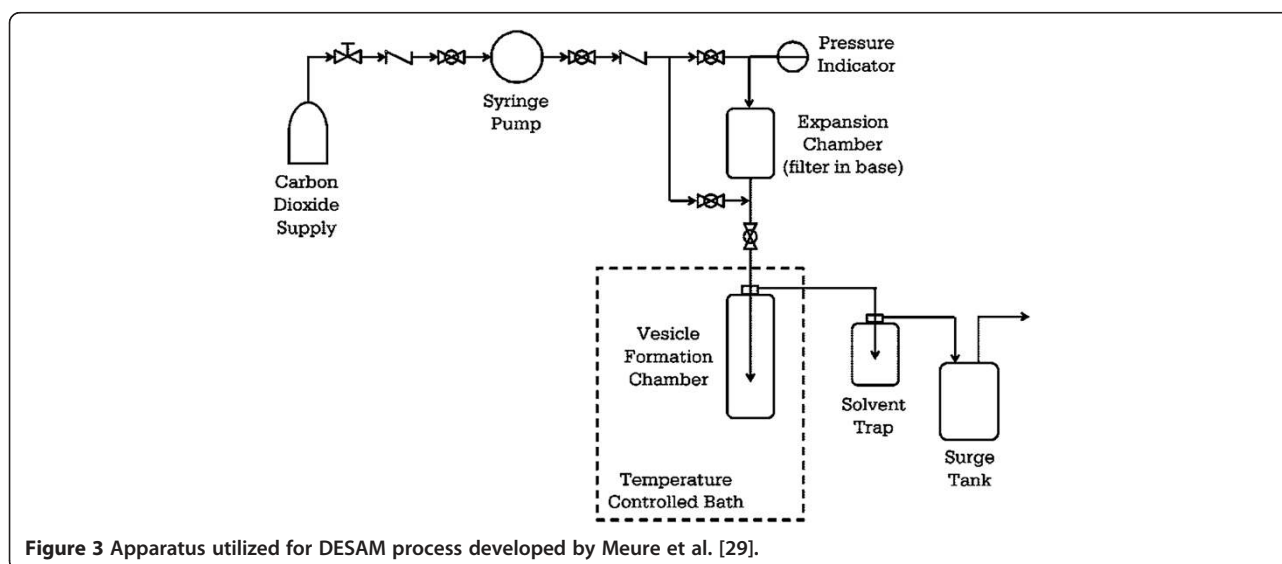 Pressure
Indicator
Syringe
Pump
Expansion
Chamber
(filter in base)
Carbon
Dioxide
Supply
Vesicle
Formation
Chamber
Solvent
Trap
Surge
Tank
Temperature
Controlled Bath
Figure 3 Apparatus utilized for DESAM process developed by Meure et al. [29].